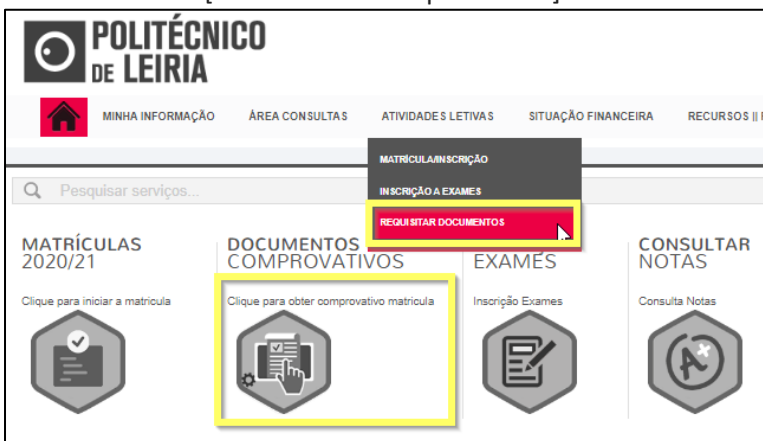 POLITÉCNICO
DE LEIRIA
MINHA INFORMAÇÃO ÁREA CONSULTAS ATIVIDADES LETIVAS SITUAÇÃO FINANCEIRA RECURSOS ||
MATRÍCULA/INSCRIÇÃO
INSCRIÇÃO A EXAMES
REQUISITAR DOCUMENTOS
Pesquisar serviços...
MATRÍCULAS
2020/21
Clique para iniciar a matricula
DOCUMENTOS
COMPROVATIVOS
Clique para obter comprovativo matricula
EXAMES
Inscrição Exames
CONSULTAR
NOTAS
Consulta Notas
A+